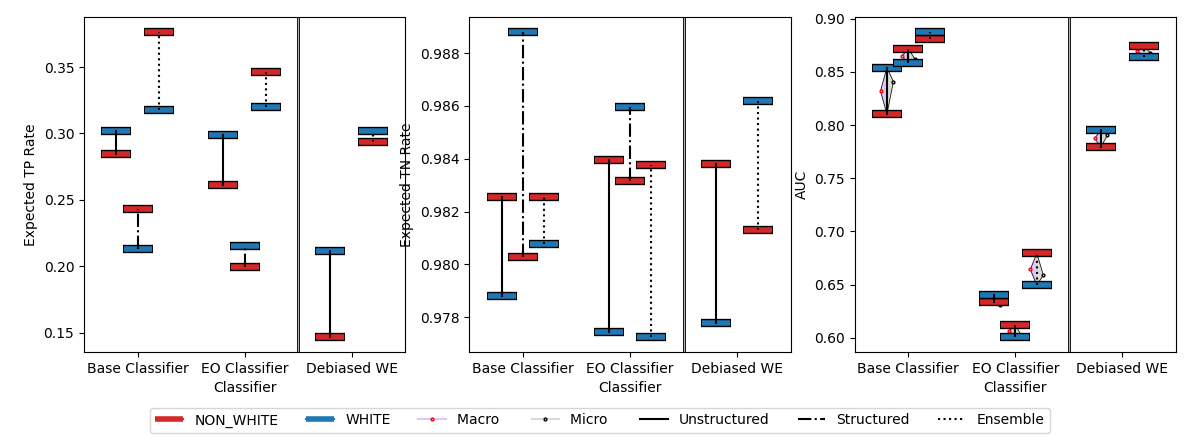 Expected TP Rate
0.35
0.30
0.25
0.20
0.15
Base Classifier EO Classifier Debiased WE
Classifier
Expected TN Rate
0.988
0.986
0.984
0.982
0.980
0.978
Base Classifier EO Classifier Debiased WE
Classifier
AUC
0.90
0.85
0.80
0.75
0.70
0.65
0.60
Base Classifier EO Classifier Debiased WE
Classifier
NON_WHITE WHITE Macro Micro Unstructured Structured Ensemble